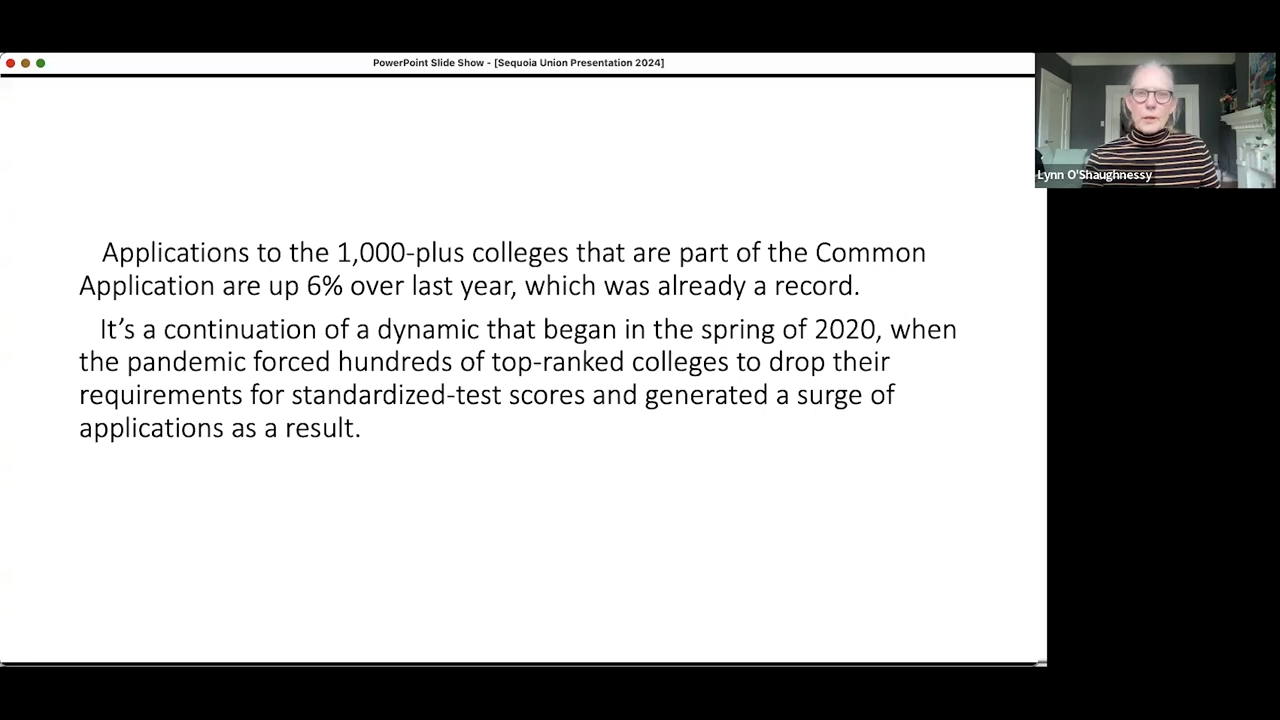 PowerPoint Slide Show - [Sequoia Union Presentation 2024]
Lynn O'Shaughnessy
Applications to the 1,000-plus colleges that are part of the Common
Application are up 6% over last year, which was already a record.
It’s a continuation of a dynamic that began in the spring of 2020, when
the pandemic forced hundreds of top-ranked colleges to drop their
requirements for standardized-test scores and generated a surge of
applications as a result.